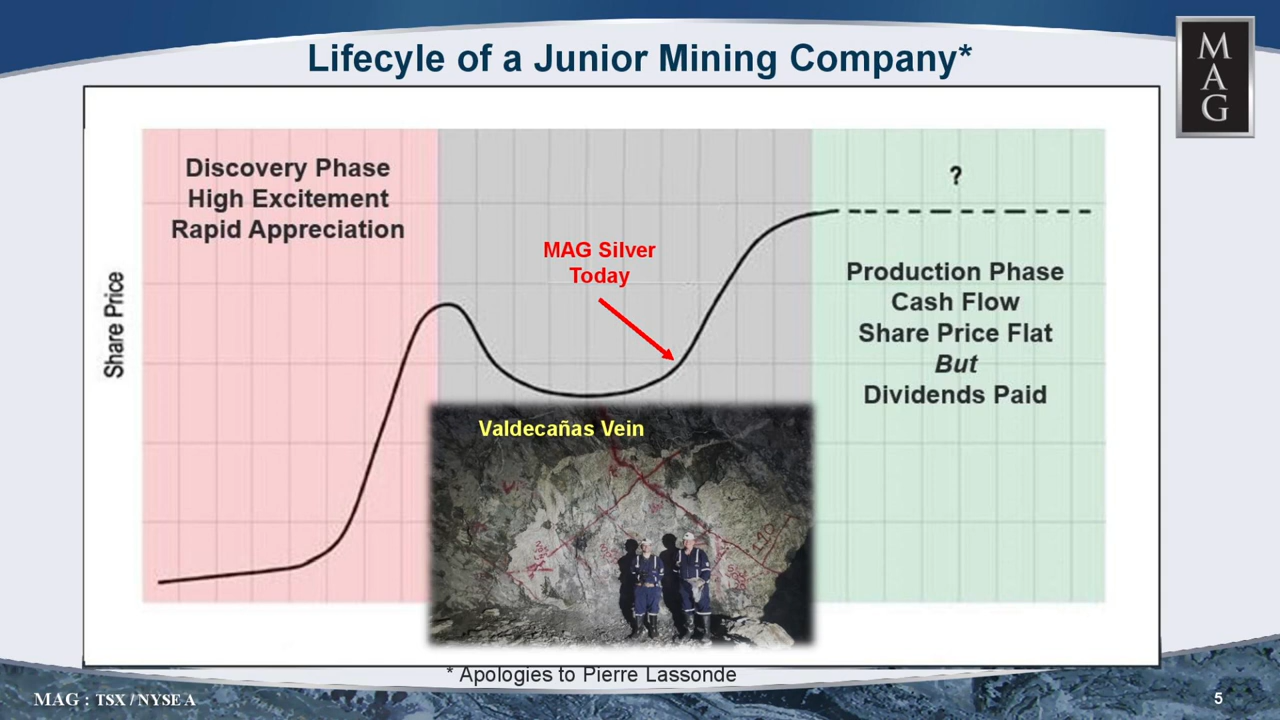 Lifecyle of a Junior Mining Company*
M
A
G
Discovery Phase
High Excitement
Rapid Appreciation
?
MAG Silver
Today
Production Phase
Cash Flow
Share Price Flat
But
Dividends Paid
Share Price
Valdecañas Vein
* Apologies to Pierre Lassonde
MAG : TSX / NYSE A
5